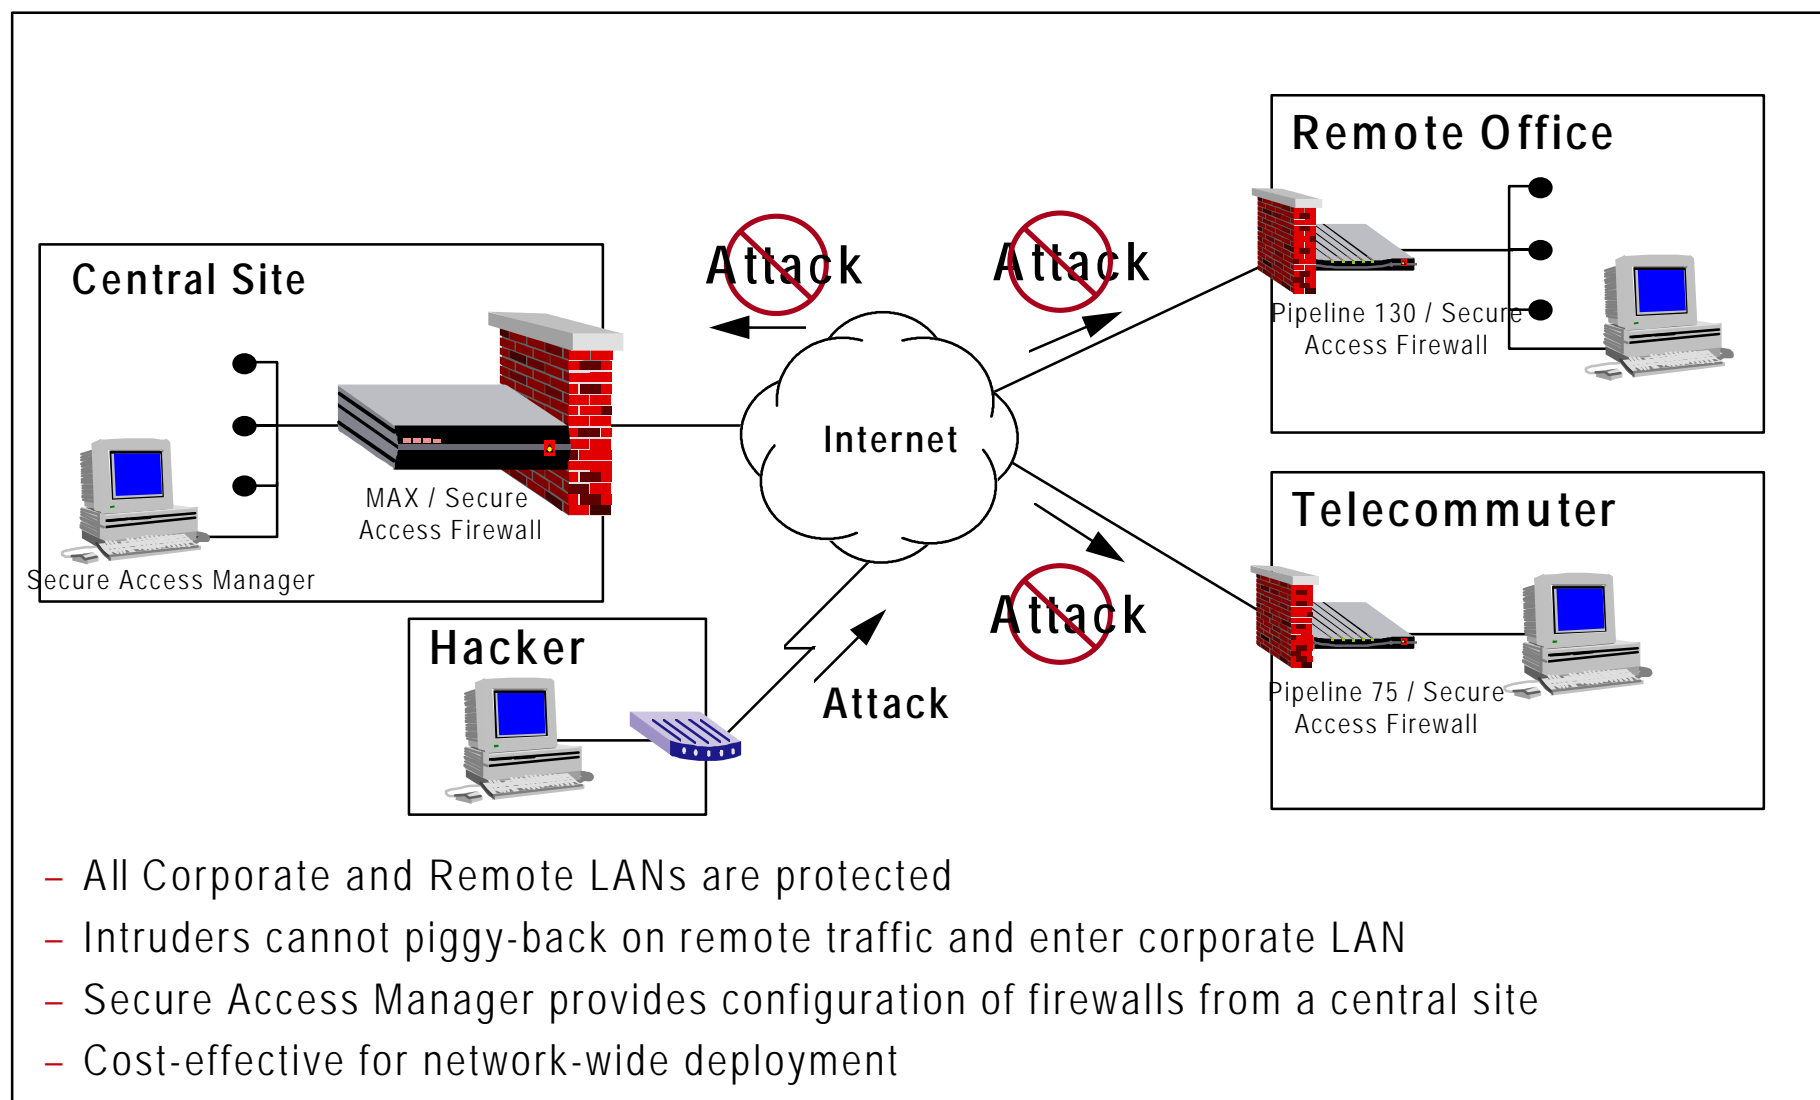 Remote Office
Attack
Attack
Central Site
Pipeline 130 / Secure
Access Firewall
Internet
MAX / Secure
Access Firewall
Telecommuter
Secure Access Manager
Attack
Hacker
Attack
Pipeline 75 / Secure
Access Firewall
– All Corporate and Remote LANs are protected
– Intruders cannot piggy-back on remote traffic and enter corporate LAN
– Secure Access Manager provides configuration of firewalls from a central site
– Cost-effective for network-wide deployment